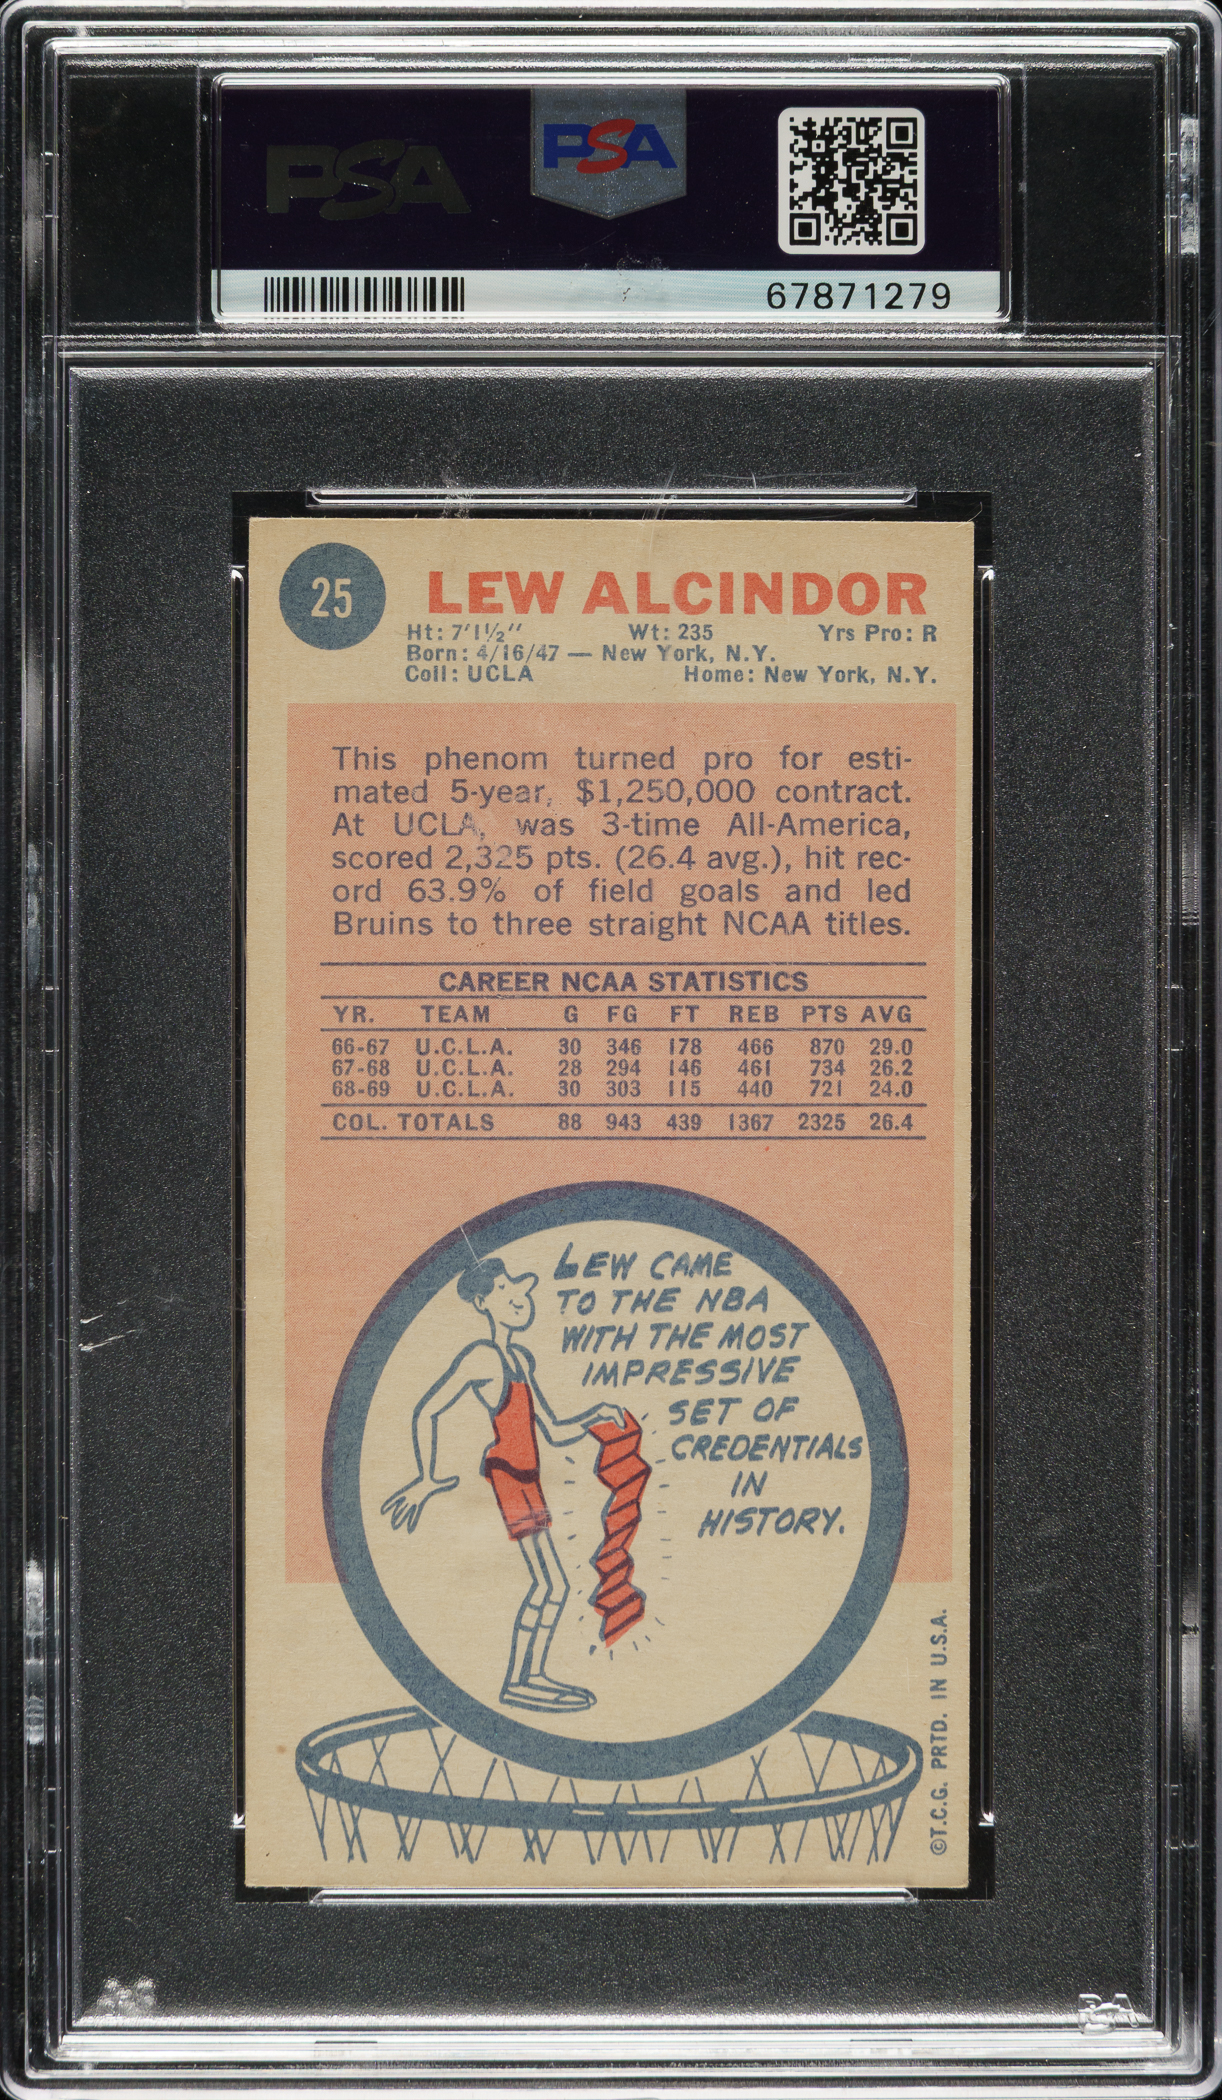 PSA
PSA
67871279
25
LEW ALCINDOR
Ht: 7'1½" Wt: 235 Yrs Pro: R
Born: 4/16/47 — New York, N.Y.
Coll: UCLA Home: New York, N.Y.
This phenom turned pro for esti-
mated 5-year, $1,250,000 contract.
At UCLA, was 3-time All-America,
scored 2,325 pts. (26.4 avg.), hit rec-
ord 63.9% of field goals and led
Bruins to three straight NCAA titles.
CAREER NCAA STATISTICS
YR. TEAM G FG FT REB PTS AVG
66-67 U.C.L.A. 30 346 178 466 870 29.0
67-68 U.C.L.A. 28 294 146 461 734 26.2
68-69 U.C.L.A. 30 303 115 440 721 24.0
COL. TOTALS 88 943 439 1367 2325 26.4
LEW CAME
TO THE NBA
WITH THE MOST
IMPRESSIVE
SET OF
CREDENTIALS
IN
HISTORY.
©T.C.G. PRTD. IN U.S.A.
PSA